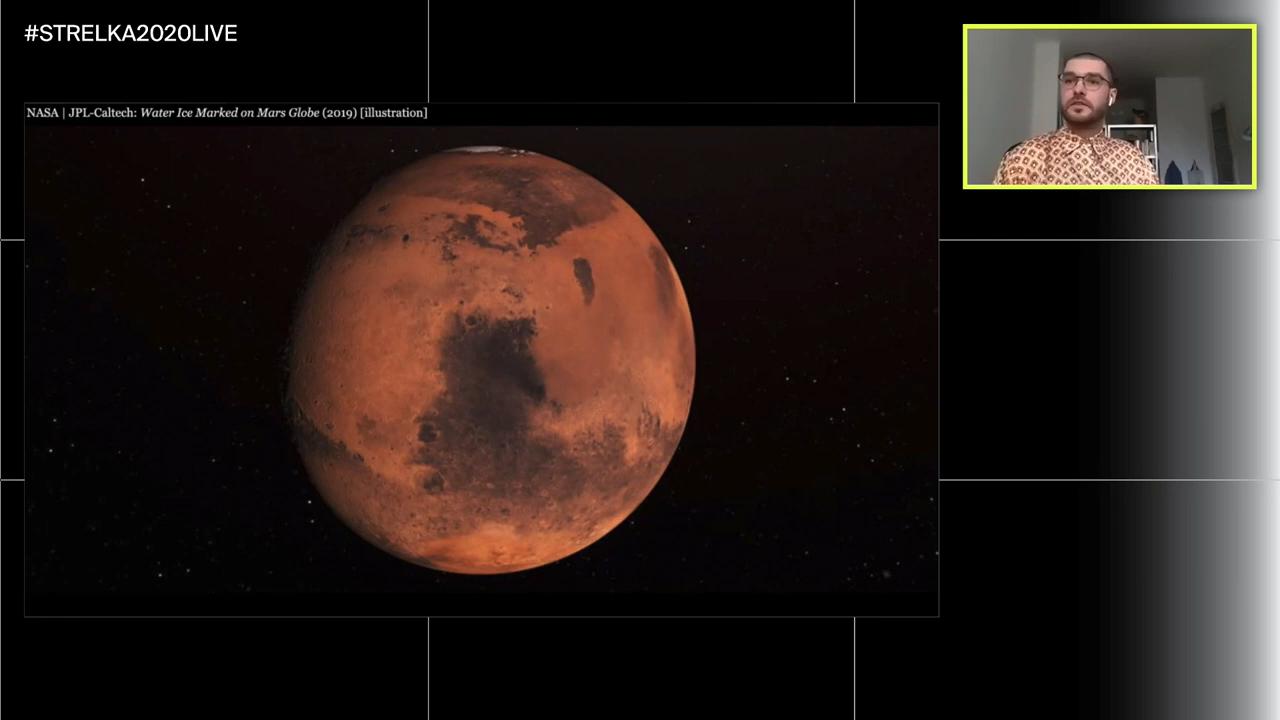 #STRELKA2020LIVE
NASA | JPL-Caltech: Water Ice Marked on Mars Globe (2019) [illustration]